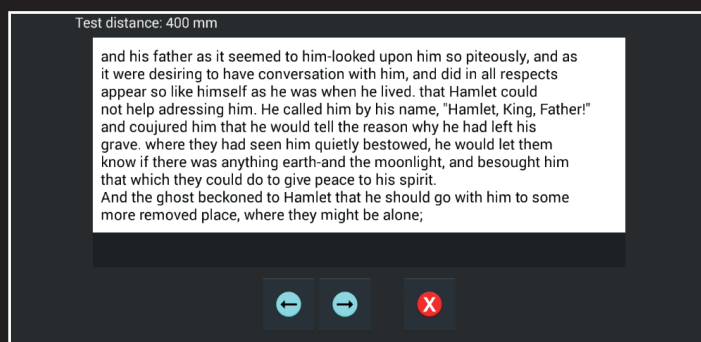 Test distance: 400 mm
and his father as it seemed to him-looked upon him so piteously, and as
it were desiring to have conversation with him, and did in all respects
appear so like himself as he was when he lived. that Hamlet could
not help adressing him. He called him by his name, "Hamlet, King, Father!"
and coujured him that he would tell the reason why he had left his
grave. where they had seen him quietly bestowed, he would let them
know if there was anything earth-and the moonlight, and besought him
that which they could do to give peace to his spirit.
And the ghost beckoned to Hamlet that he should go with him to some
more removed place, where they might be alone;
X